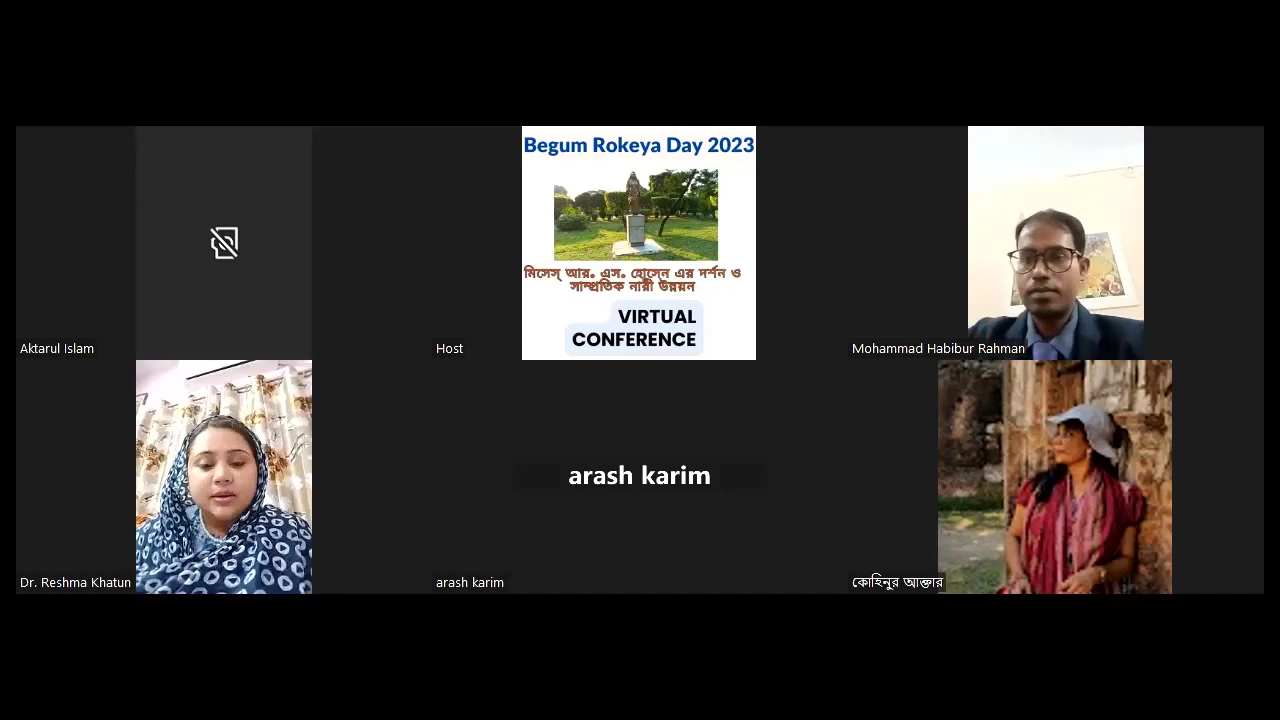 Begum Rokeya Day 2023
মিসেস্ আর. এস. হোসেন এর দর্শন ও
সাম্প্রতিক নারী উন্নয়ন
VIRTUAL
CONFERENCE
Aktarul Islam
Host
Mohammad Habibur Rahman
arash karim
Dr. Reshma Khatun
arash karim
কোহিনুর আক্তার